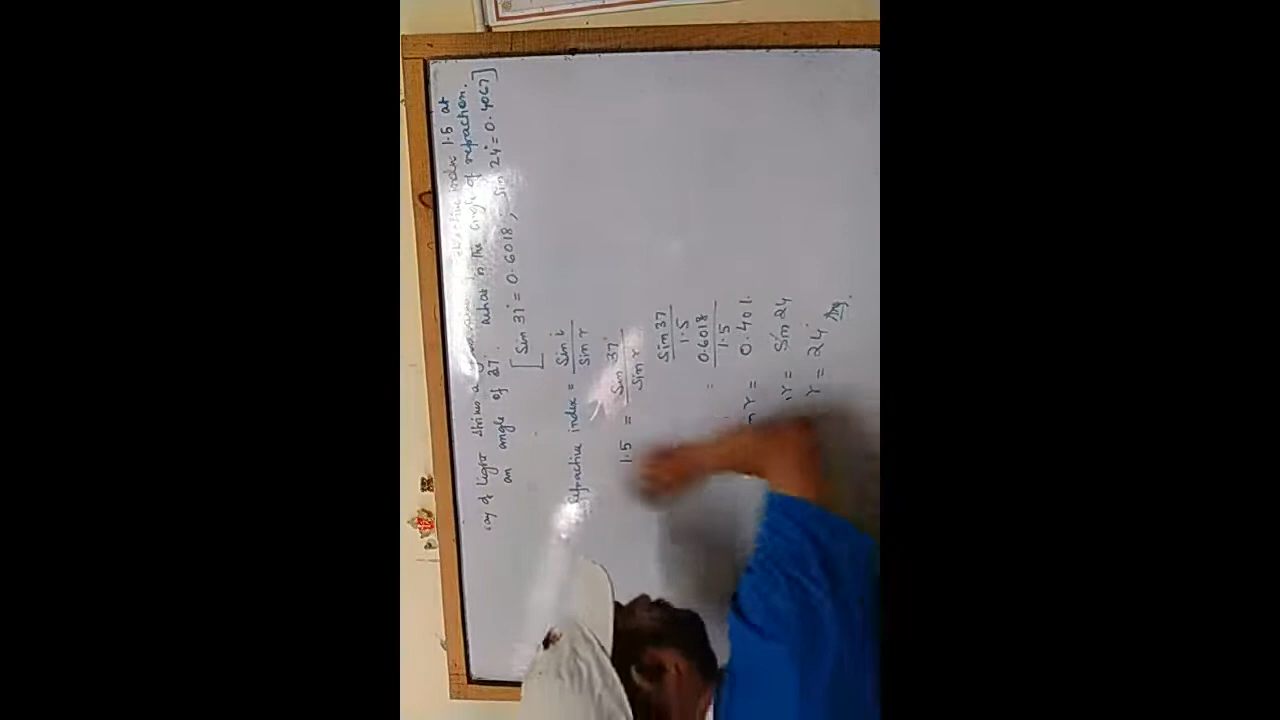 ray of light strikes a index 1.5 at
an angle of 27°. what is the angle of refraction.
[Sin 37° = 0.6018, Sin 24° = 0.4067]
refractive index = Sin i / Sin r
1.5 = Sin 37° / Sin r
Sin 37 / 1.5
= 0.6018 / 1.5
r = 0.401
r = Sin 24
r = 24° Ans.